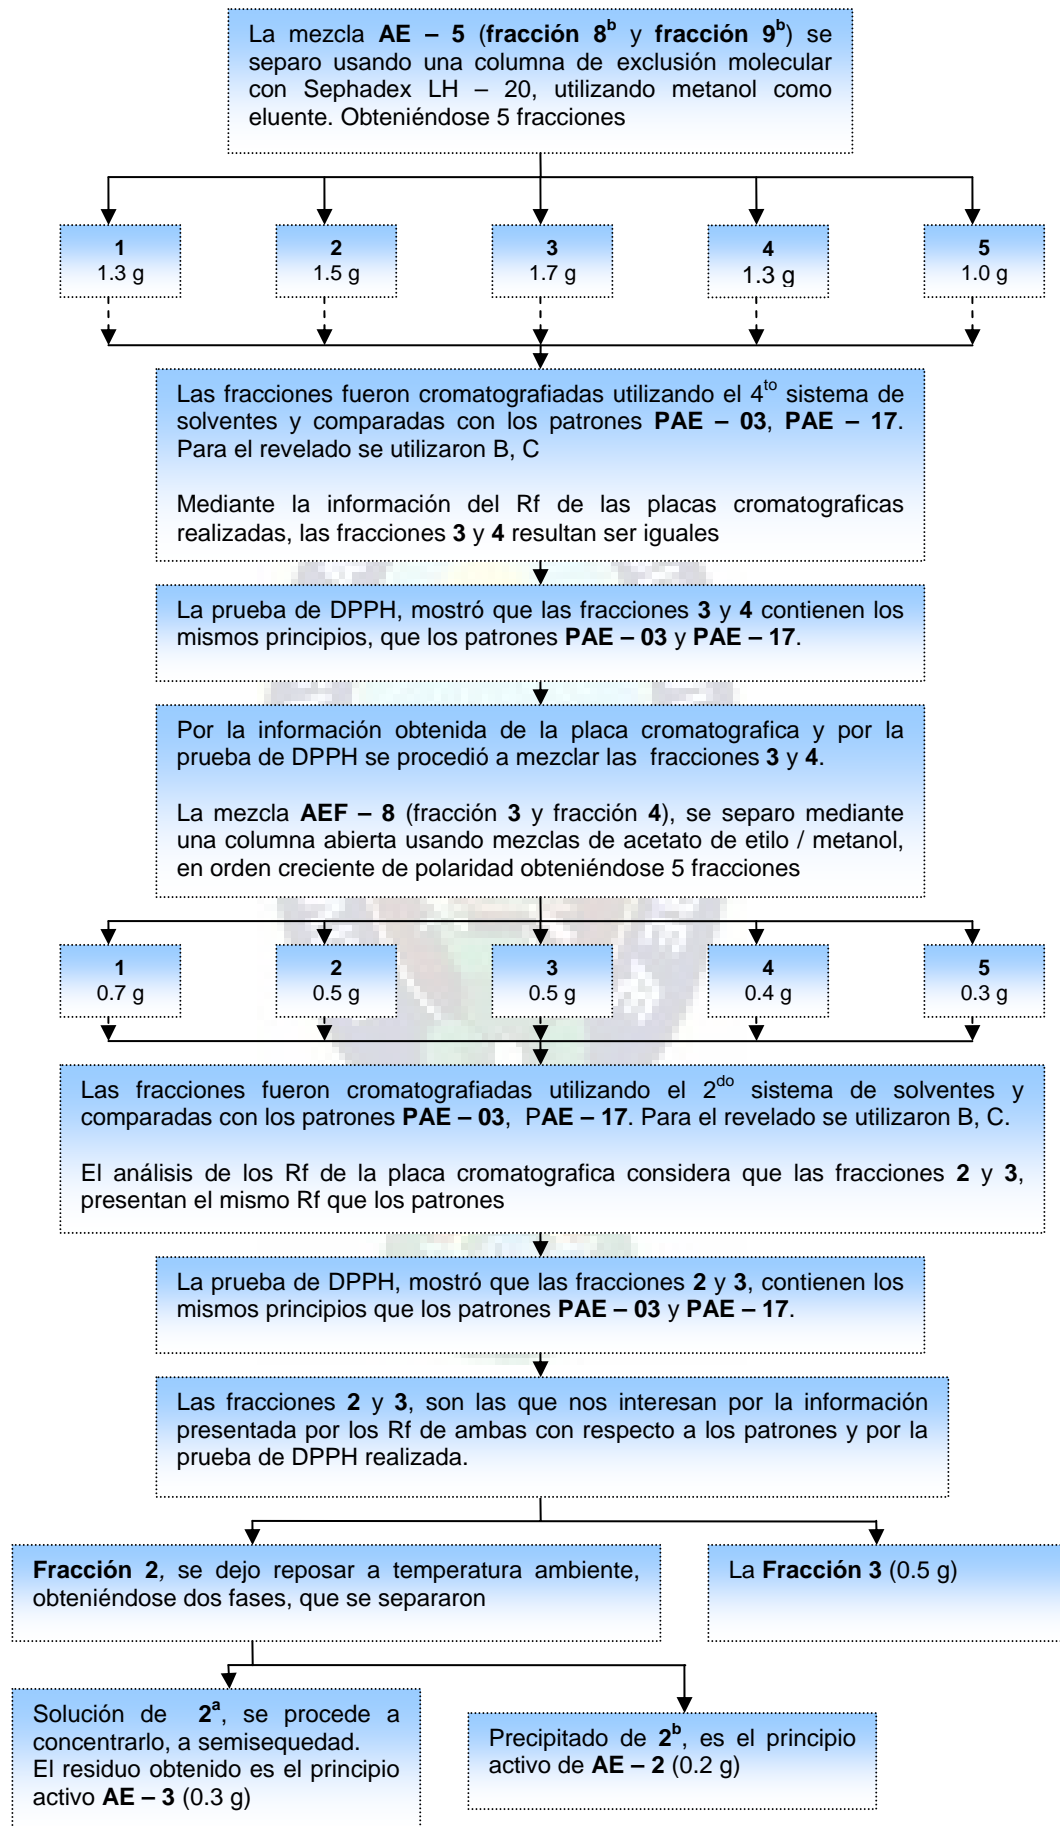 La mezcla AE – 5 (fracción 8b y fracción 9b) se
separo usando una columna de exclusión molecular
con Sephadex LH – 20, utilizando metanol como
eluente. Obteniéndose 5 fracciones
1
1.3 g
2
1.5 g
3
1.7 g
4
1.3 g
5
1.0 g
Las fracciones fueron cromatografiadas utilizando el 4to sistema de
solventes y comparadas con los patrones PAE – 03, PAE – 17.
Para el revelado se utilizaron B, C
Mediante la información del Rf de las placas cromatograficas
realizadas, las fracciones 3 y 4 resultan ser iguales
La prueba de DPPH, mostró que las fracciones 3 y 4 contienen los
mismos principios, que los patrones PAE – 03 y PAE – 17.
Por la información obtenida de la placa cromatografica y por la
prueba de DPPH se procedió a mezclar las fracciones 3 y 4.
La mezcla AEF – 8 (fracción 3 y fracción 4), se separo mediante
una columna abierta usando mezclas de acetato de etilo / metanol,
en orden creciente de polaridad obteniéndose 5 fracciones
1
0.7 g
2
0.5 g
3
0.5 g
4
0.4 g
5
0.3 g
Las fracciones fueron cromatografiadas utilizando el 2do sistema de solventes y
comparadas con los patrones PAE – 03, PAE – 17. Para el revelado se utilizaron B, C.
El análisis de los Rf de la placa cromatografica considera que las fracciones 2 y 3,
presentan el mismo Rf que los patrones
La prueba de DPPH, mostró que las fracciones 2 y 3, contienen los
mismos principios que los patrones PAE – 03 y PAE – 17.
Las fracciones 2 y 3, son las que nos interesan por la información
presentada por los Rf de ambas con respecto a los patrones y por la
prueba de DPPH realizada.
Fracción 2, se dejo reposar a temperatura ambiente,
obteniéndose dos fases, que se separaron
La Fracción 3 (0.5 g)
Solución de 2a, se procede a
concentrarlo, a semisequedad.
El residuo obtenido es el principio
activo AE – 3 (0.3 g)
Precipitado de 2b, es el principio
activo de AE – 2 (0.2 g)